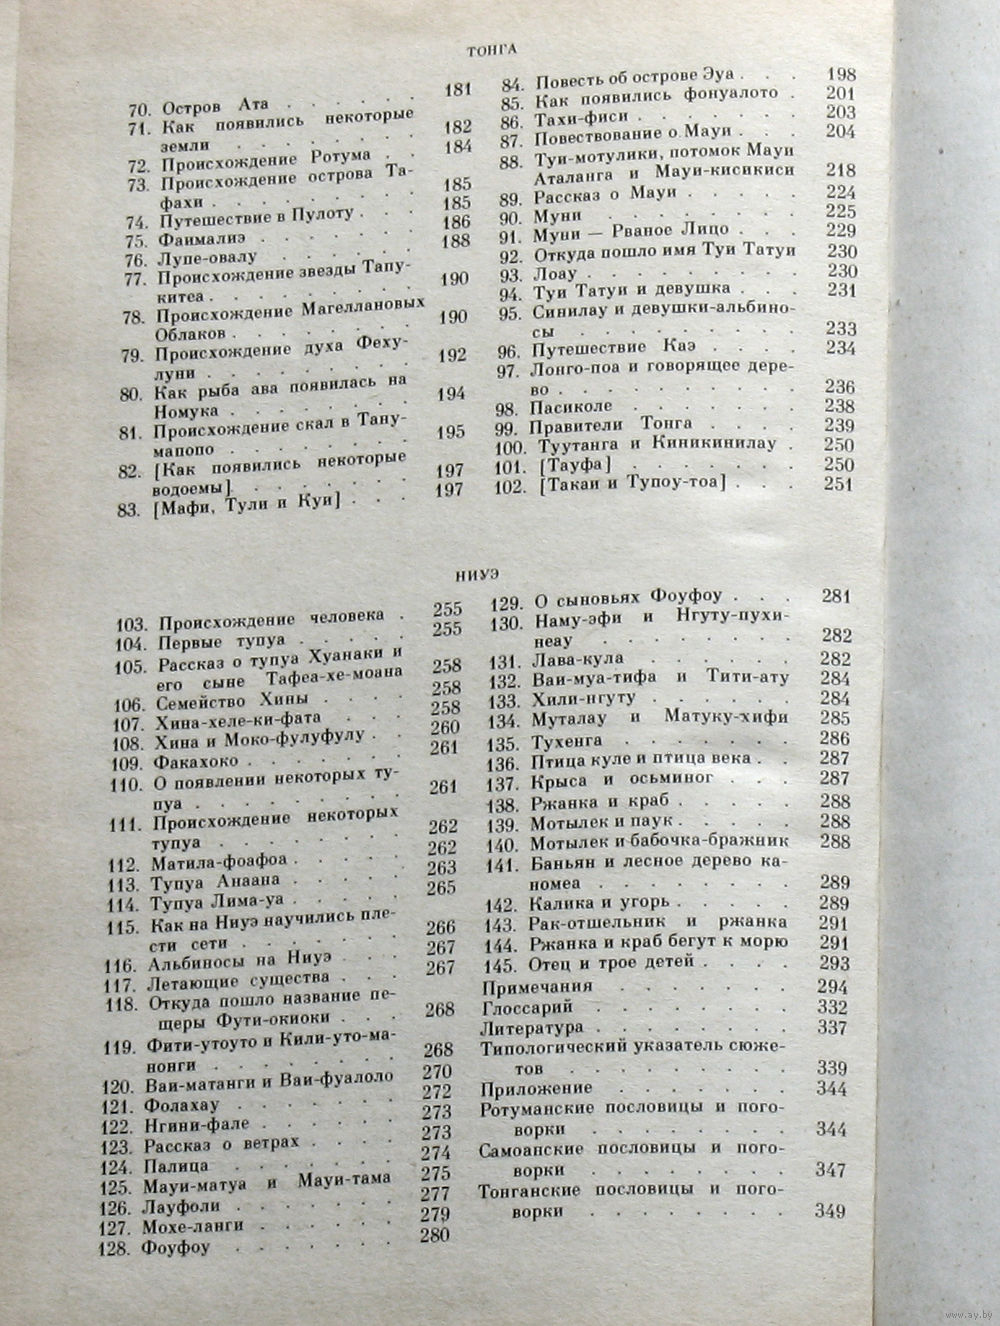 ТОНГА
70. Остров Ата . . . . . . 181
71. Как появились некоторые
земли . . . . . . 182
72. Происхождение Ротума . . 184
73. Происхождение острова Та-
фахи . . . . . . . 185
74. Путешествие в Пулоту . . . 185
75. Фаималиэ . . . . . . 186
76. Лупе-овалу . . . . . . 188
77. Происхождение звезды Тапу-
китеа . . . . . . . 190
78. Происхождение Магеллановых
Облаков . . . . . . 190
79. Происхождение духа Феху-
луни . . . . . . . 192
80. Как рыба ава появилась на
Номука . . . . . . 194
81. Происхождение скал в Тану-
мапопо . . . . . . 195
82. [Как появились некоторые
водоемы] . . . . . . 197
83. [Мафи, Тули и Куи] . . . 197
84. Повесть об острове Эуа . . . 198
85. Как появились фонуалото . 201
86. Тахи-фиси . . . . . . 203
87. Повествование о Мауи . . . 204
88. Туи-мотулики, потомок Мауи
Аталанга и Мауи-кисикиси 218
89. Рассказ о Мауи . . . . . 224
90. Муни . . . . . . . 225
91. Муни — Рваное Лицо . . . 229
92. Откуда пошло имя Туи Татуи 230
93. Лоау . . . . . . . . 230
94. Туи Татуи и девушка . . . 231
95. Синилау и девушки-альбино-
сы . . . . . . . . 233
96. Путешествие Каэ . . . . 234
97. Лонго-поа и говорящее дере-
во . . . . . . . . . 236
98. Пасиколе . . . . . . 238
99. Правители Тонга . . . . 239
100. Туутанга и Киникинилау . 250
101. [Тауфа] . . . . . . . 250
102. [Такаи и Тупоу-тоа] . . . 251
НИУЭ
103. Происхождение человека . 255
104. Первые тупуа . . . . . 255
105. Рассказ о тупуа Хуанаки и
его сыне Тафеа-хе-моана 258
106. Семейство Хины . . . . 258
107. Хина-хеле-ки-фата . . . 258
108. Хина и Моко-фулуфулу . . 260
109. Факахоко . . . . . . . 261
110. О появлении некоторых ту-
пуа . . . . . . . . 261
111. Происхождение некоторых
тупуа . . . . . . . 262
112. Матила-фоафоа . . . . . 262
113. Тупуа Анаана . . . . . 263
114. Тупуа Лима-уа . . . . . 265
115. Как на Ниуэ научились пле-
сти сети . . . . . . . 266
116. Альбиносы на Ниуэ . . . 267
117. Летающие существа . . . 267
118. Откуда пошло название пе-
щеры Фути-окиоки . . . 268
119. Фити-утоуто и Кили-уто-ма-
нонги . . . . . . . 268
120. Ваи-матанги и Ваи-фуалоло 270
121. Фолахау . . . . . . . 272
122. Нгини-фале . . . . . . 273
123. Рассказ о ветрах . . . . 273
124. Палица . . . . . . . 274
125. Мауи-матуа и Мауи-тама 275
126. Лауфоли . . . . . . . 277
127. Мохе-ланги . . . . . . 279
128. Фоуфоу . . . . . . . 280
129. О сыновьях Фоуфоу . . . 281
130. Наму-эфи и Нгуту-пухи-
неау . . . . . . . 282
131. Лава-кула . . . . . . 282
132. Ваи-муа-тифа и Тити-ату 284
133. Хили-нгуту . . . . . . 284
134. Муталау и Матуку-хифи 285
135. Тухенга . . . . . . . 286
136. Птица куле и птица века . . 287
137. Крыса и осьминог . . . 287
138. Ржанка и краб . . . . . 288
139. Мотылек и паук . . . . . 288
140. Мотылек и бабочка-бражник 288
141. Баньян и лесное дерево ка-
номеа . . . . . . . 289
142. Калика и угорь . . . . . 289
143. Рак-отшельник и ржанка 291
144. Ржанка и краб бегут к морю 291
145. Отец и трое детей . . . . 293
Примечания . . . . . . . 294
Глоссарий . . . . . . . . 332
Литература . . . . . . . . 337
Типологический указатель сюже-
тов . . . . . . . . . 339
Приложение . . . . . . . 344
Ротуманские пословицы и пого-
ворки . . . . . . . . 344
Самоанские пословицы и пого-
ворки . . . . . . . . 347
Тонганские пословицы и пого-
ворки . . . . . . . . 349
www.ay.by